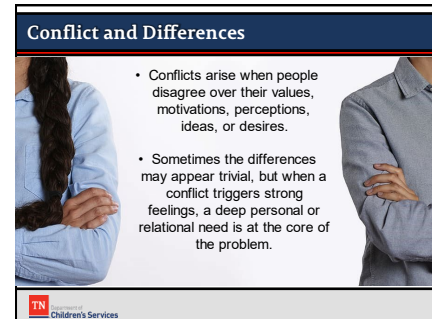 Conflict and Differences
• Conflicts arise when people
disagree over their values,
motivations, perceptions,
ideas, or desires.
• Sometimes the differences
may appear trivial, but when a
conflict triggers strong
feelings, a deep personal or
relational need is at the core of
the problem.
TN
Department of
Children's Services